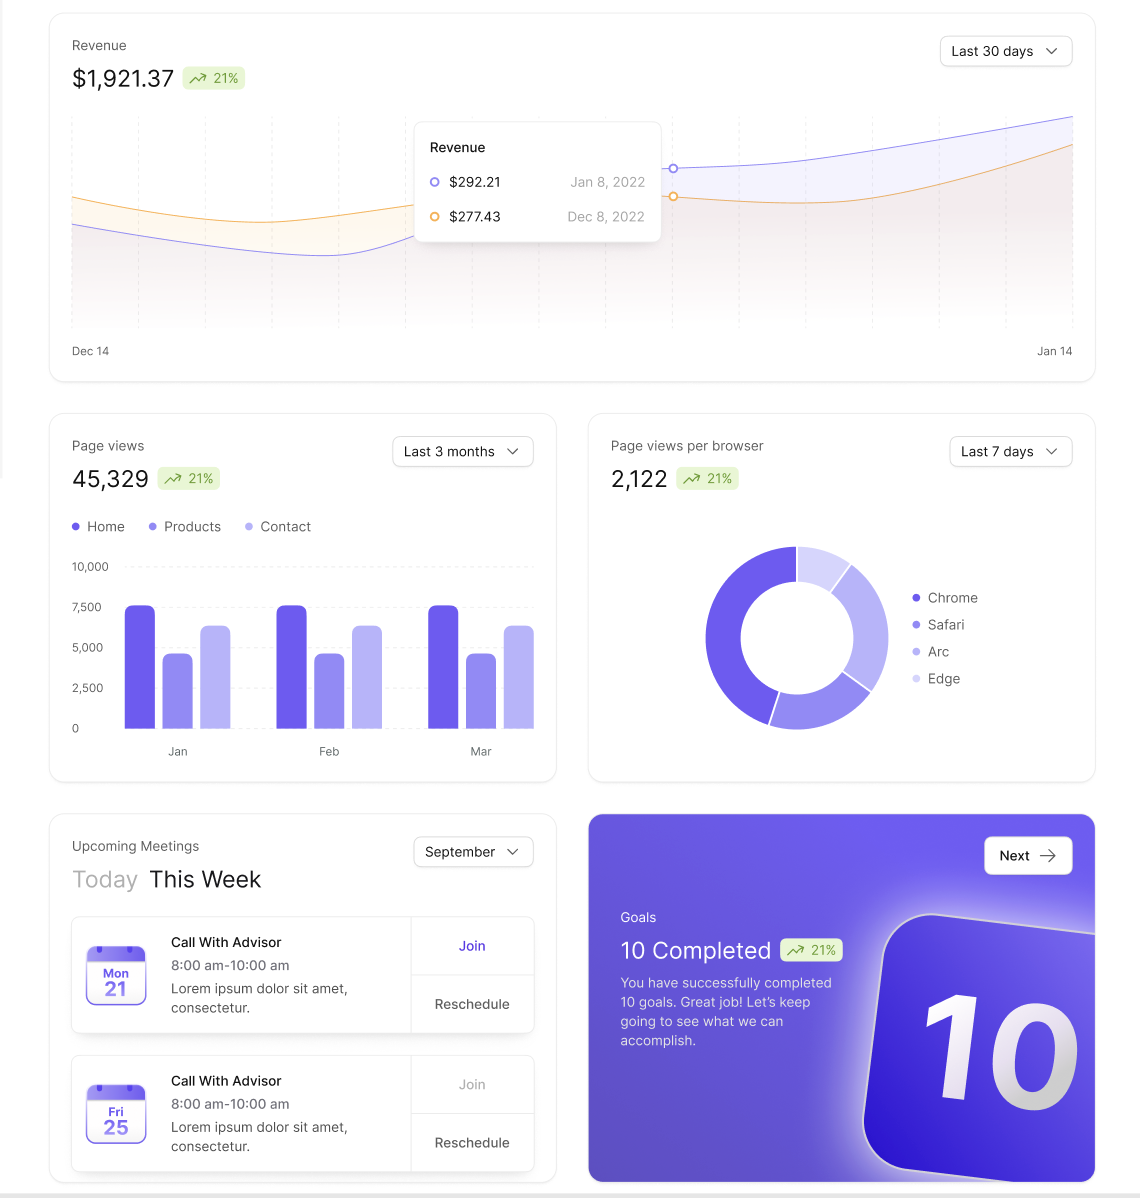 Revenue
$1,921.37 21%
Last 30 days
Revenue
$292.21 Jan 8, 2022
$277.43 Dec 8, 2022
Dec 14 Jan 14
Page views
45,329 21%
Last 3 months
Home Products Contact
10,000
7,500
5,000
2,500
0
Jan Feb Mar
Page views per browser
2,122 21%
Last 7 days
Chrome
Safari
Arc
Edge
Upcoming Meetings
Today This Week
September
Mon
21
Call With Advisor
8:00 am-10:00 am
Lorem ipsum dolor sit amet,
consectetur.
Join
Reschedule
Fri
25
Call With Advisor
8:00 am-10:00 am
Lorem ipsum dolor sit amet,
consectetur.
Join
Reschedule
Next
Goals
10 Completed 21%
You have successfully completed
10 goals. Great job! Let’s keep
going to see what we can
accomplish.
10